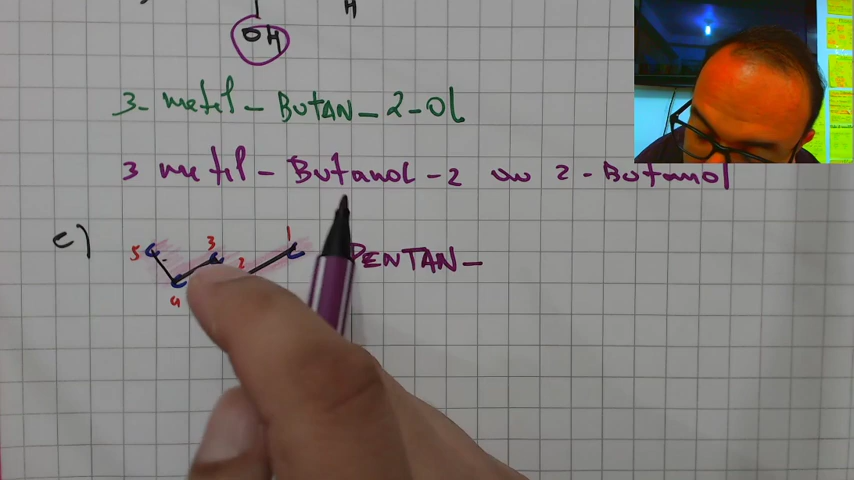 H
OH
3- metil - ButAN - 2 - OL
3 metil - Butanol - 2 ou 2 - Butanol
c) 5 C C 3 C 2 1 C PENTAN -
4